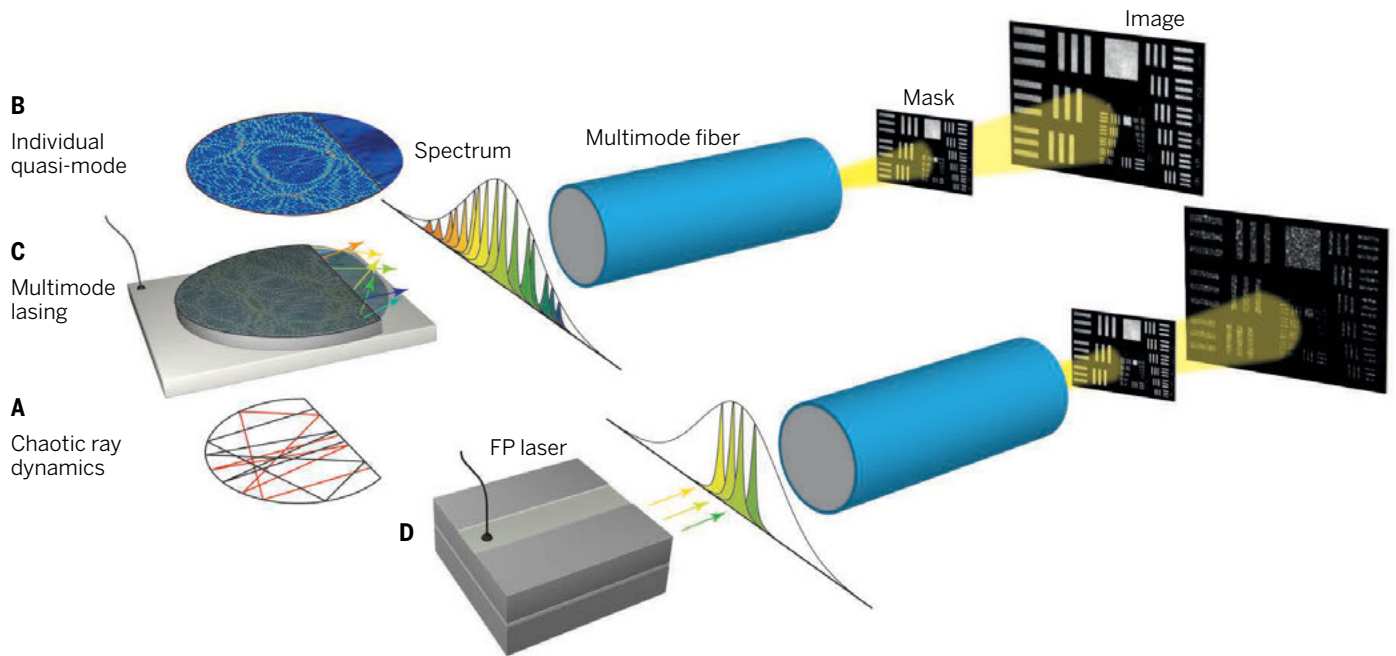 Image
Mask
B
Individual
quasi-mode
Spectrum
Multimode fiber
C
Multimode
lasing
A
Chaotic ray
dynamics
FP laser
D